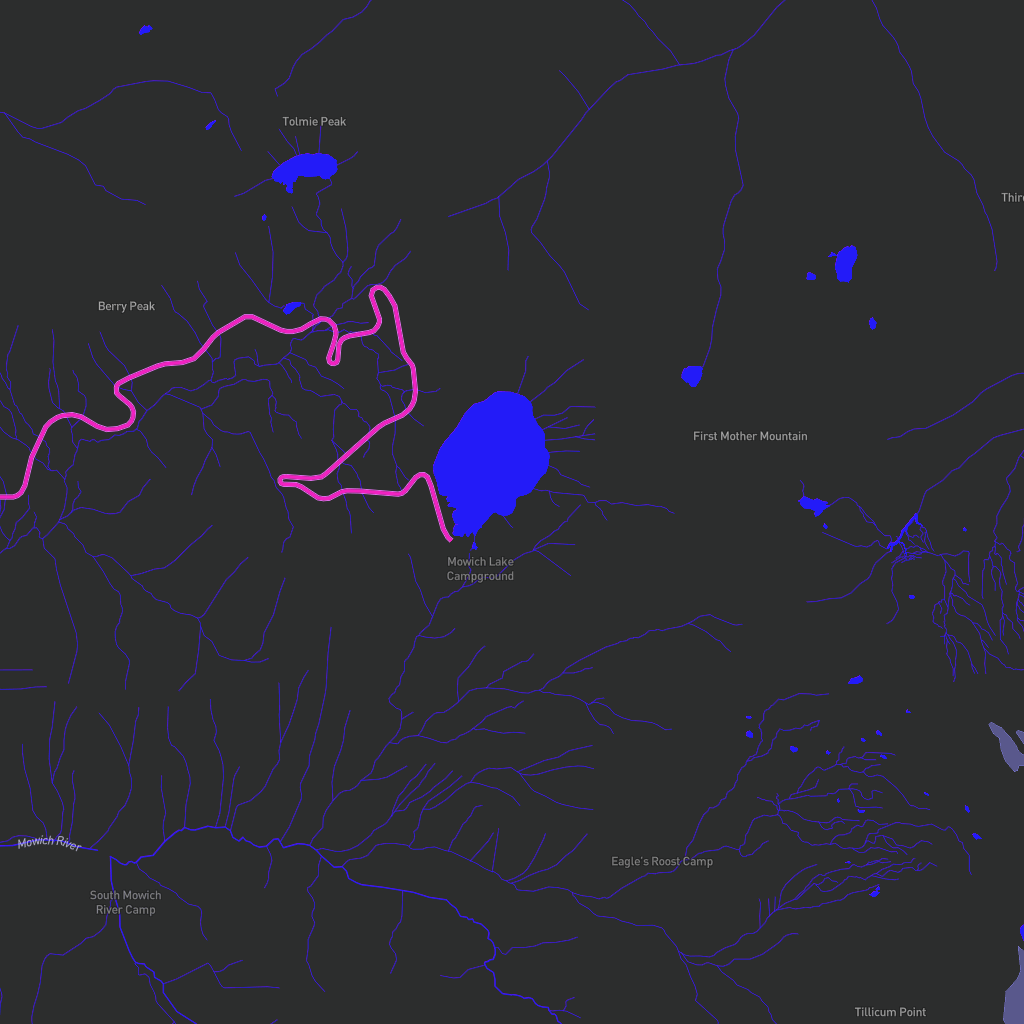 Tolmie Peak
Third
Berry Peak
First Mother Mountain
Mowich Lake
Campground
Mowich River
Eagle's Roost Camp
South Mowich
River Camp
Tillicum Point